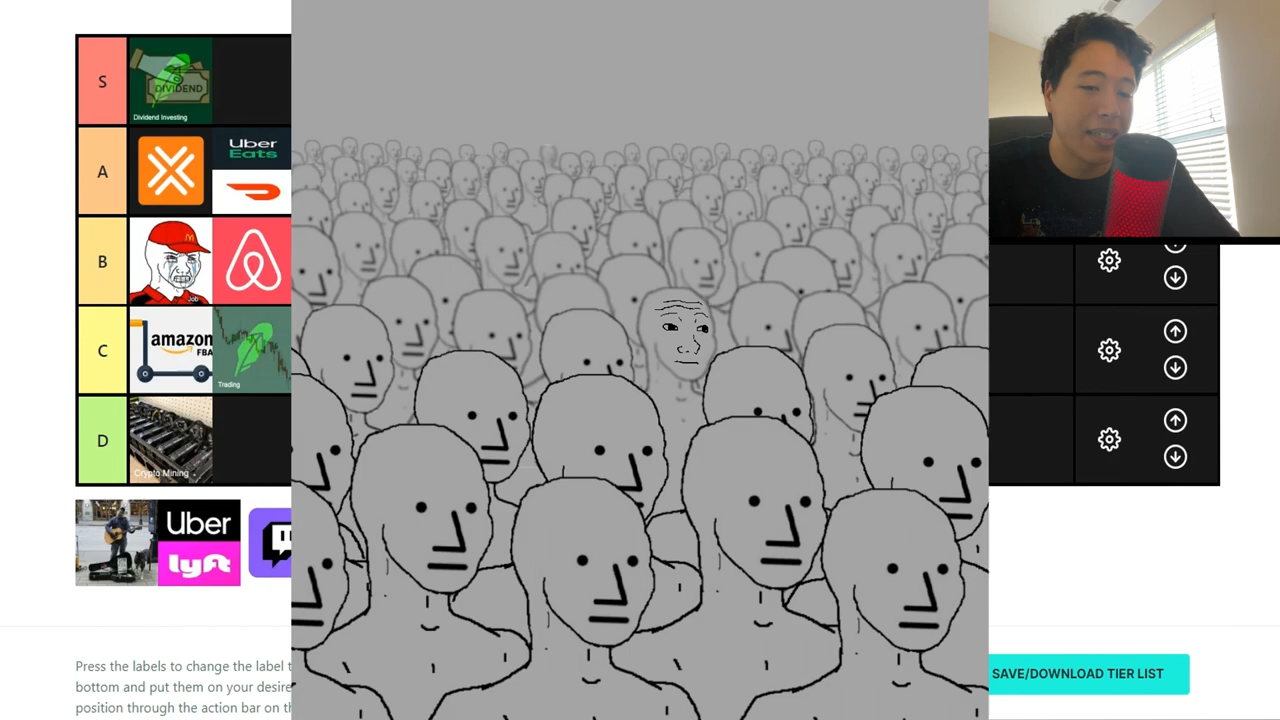 S
DIVIDEND
Dividend Investing
A
Uber
Eats
B
Job
C
amazon
FBA
Trading
D
Crypto Mining
Uber
lyft
Press the labels to change the label t
bottom and put them on your desire
position through the action bar on th
SAVE/DOWNLOAD TIER LIST